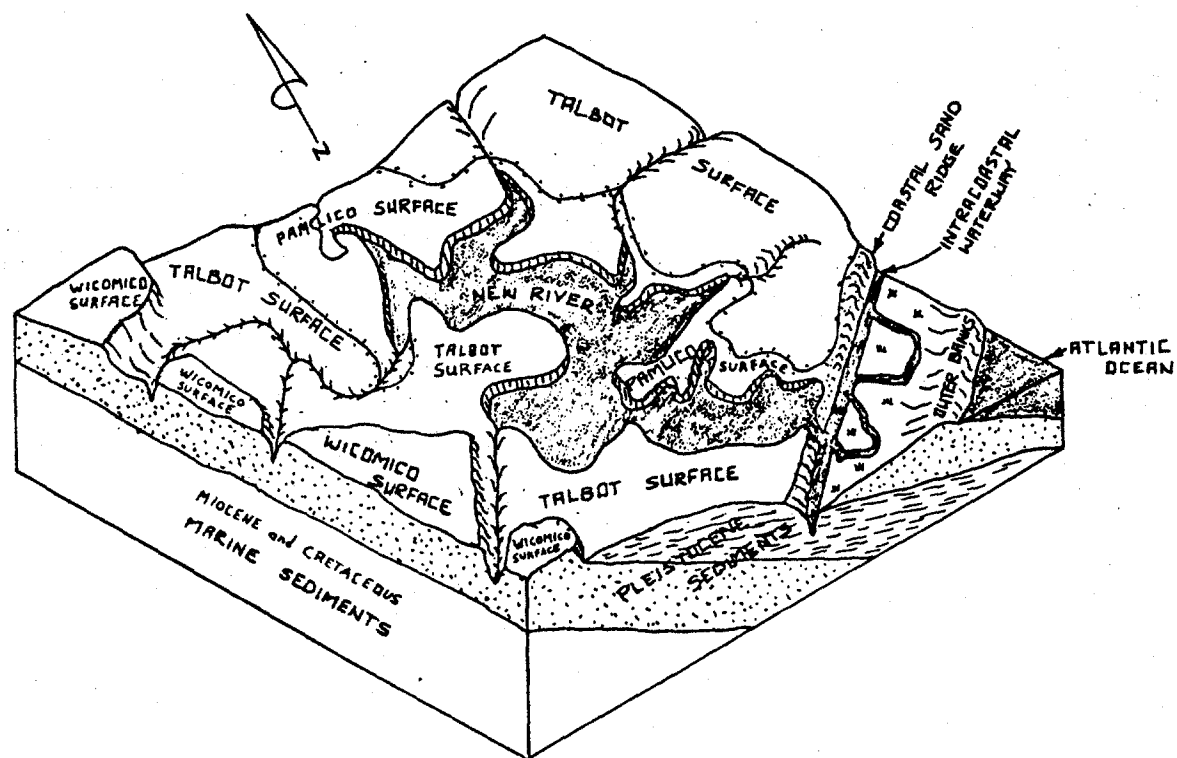 N
TALBOT
SURFACE
COASTAL SAND
RIDGE
INTRACOASTAL
WATERWAY
PAMLICO SURFACE
WICOMICO
SURFACE
TALBOT
SURFACE
NEW RIVER
TALBOT
SURFACE
PAMLICO
SURFACE
OUTER BANKS
ATLANTIC
OCEAN
WICOMICO
SURFACE
WICOMICO
SURFACE
TALBOT SURFACE
WICOMICO
SURFACE
PLEISTOCENE
SEDIMENTS
MIOCENE and CRETACEOUS
MARINE SEDIMENTS